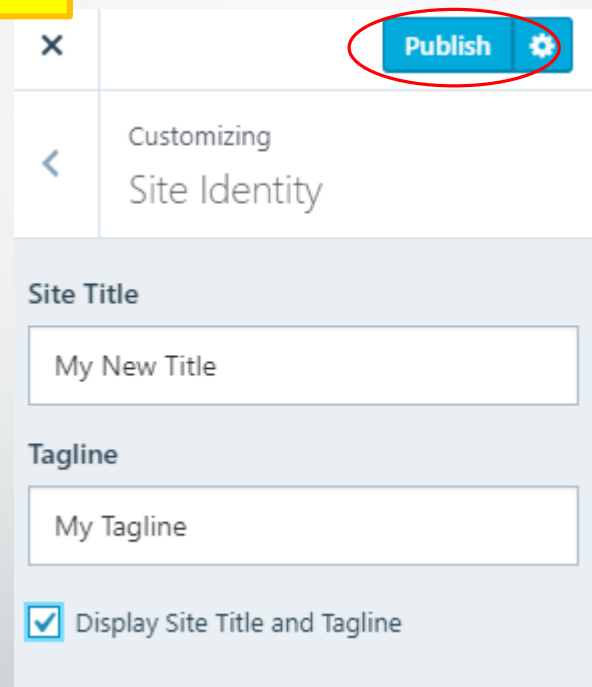 Publish
Customizing
Site Identity
Site Title
My New Title
Tagline
My Tagline
Display Site Title and Tagline